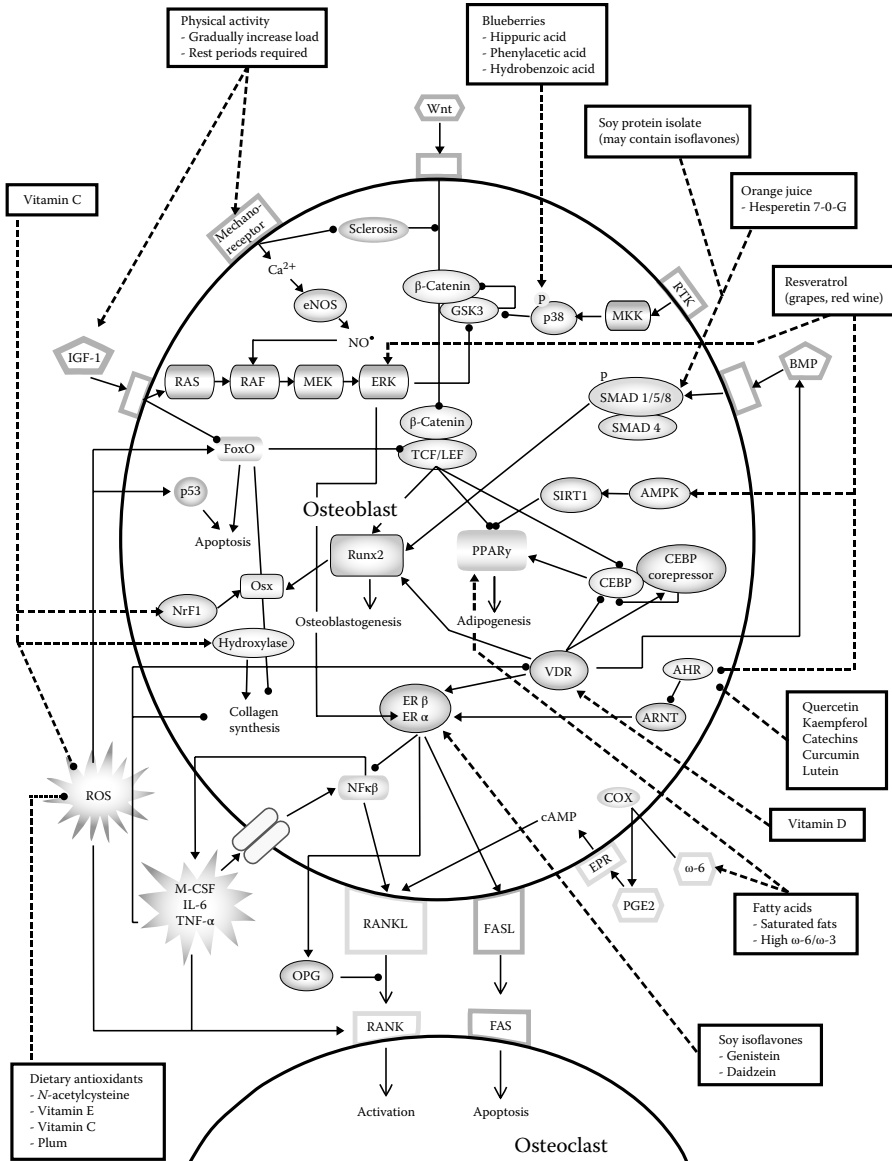 Physical activity
- Gradually increase load
- Rest periods required
Blueberries
- Hippuric acid
- Phenylacetic acid
- Hydrobenzoic acid
Wnt
Soy protein isolate
(may contain isoflavones)
Vitamin C
Orange juice
- Hesperetin 7-0-G
Mechano-
receptor
Sclerosis
Ca2+
Resveratrol
(grapes, red wine)
β-Catenin
GSK3
eNOS
p
p38
MKK
RTK
NO•
IGF-1
BMP
RAS
RAF
MEK
ERK
p
SMAD 1/5/8
SMAD 4
β-Catenin
TCF/LEF
FoxO
p53
SIRT1
AMPK
Osteoblast
Apoptosis
Runx2
PPARγ
CEBP
corepressor
CEBP
Osx
NrF1
Osteoblastogenesis
Adipogenesis
Hydroxylase
VDR
AHR
ARNT
Collagen
synthesis
ER β
ER α
Quercetin
Kaempferol
Catechins
Curcumin
Lutein
ROS
NFκβ
COX
cAMP
Vitamin D
EPR
ω-6
PGE2
M-CSF
IL-6
TNF-α
RANKL
FASL
Fatty acids
- Saturated fats
- High ω-6/ω-3
OPG
RANK
FAS
Soy isoflavones
- Genistein
- Daidzein
Dietary antioxidants
- N-acetylcysteine
- Vitamin E
- Vitamin C
- Plum
Activation
Apoptosis
Osteoclast